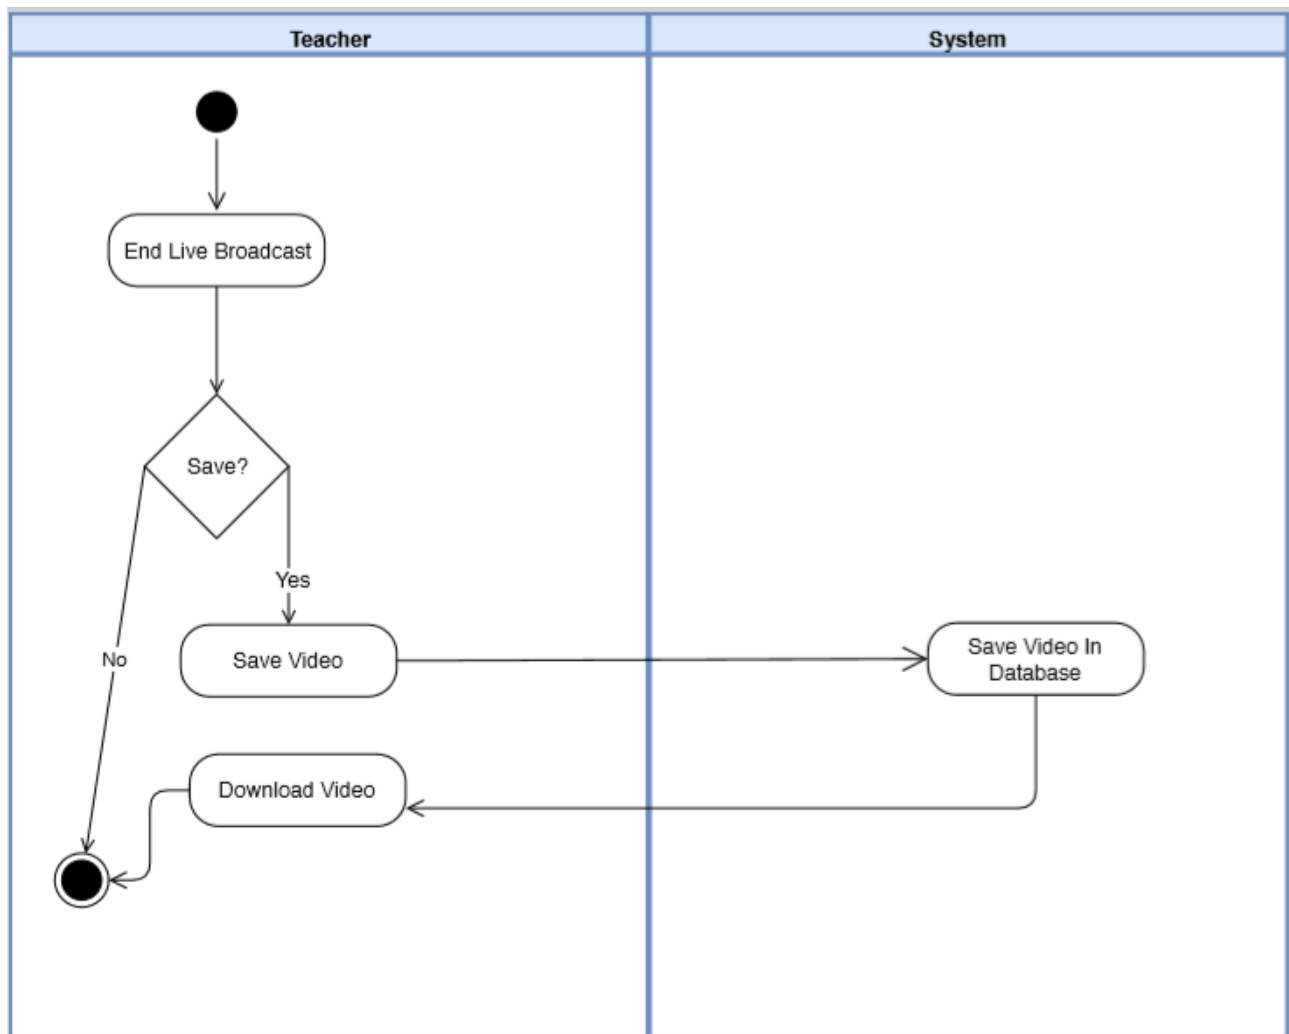 Teacher
System
End Live Broadcast
Save?
Yes
No
Save Video
Save Video In
Database
Download Video